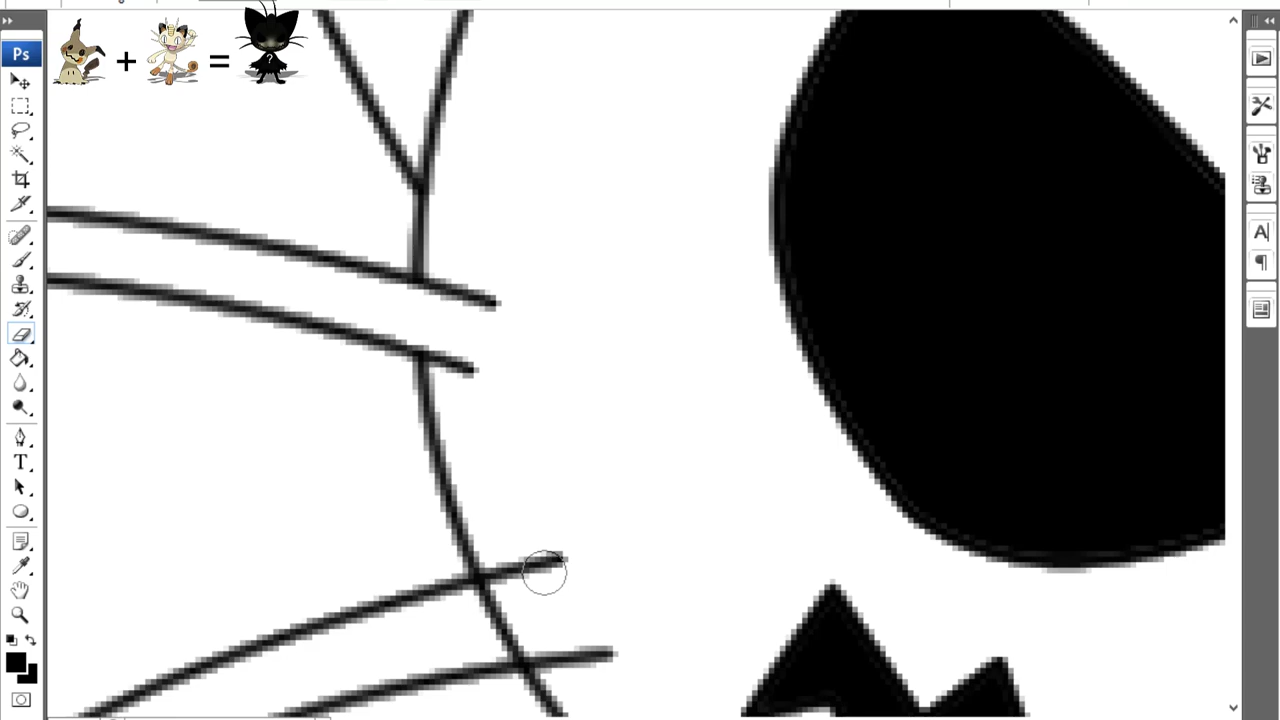 + =
?
Ps
T
A
¶